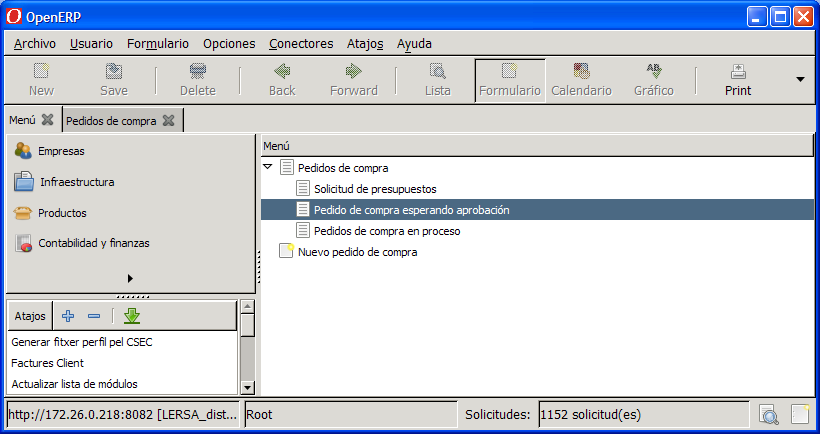 OpenERP
Archivo Usuario Formulario Opciones Conectores Atajos Ayuda
New Save Delete Back Forward Lista Formulario Calendario Gráfico Print
Menú Pedidos de compra
Empresas
Infraestructura
Productos
Contabilidad y finanzas
Menú
Pedidos de compra
Solicitud de presupuestos
Pedido de compra esperando aprobación
Pedidos de compra en proceso
Nuevo pedido de compra
Atajos
Generar fitxer perfil pel CSEC
Factures Client
Actualizar lista de módulos
http://172.26.0.218:8082 [LERSA_dist... Root Solicitudes: 1152 solicitud(es)